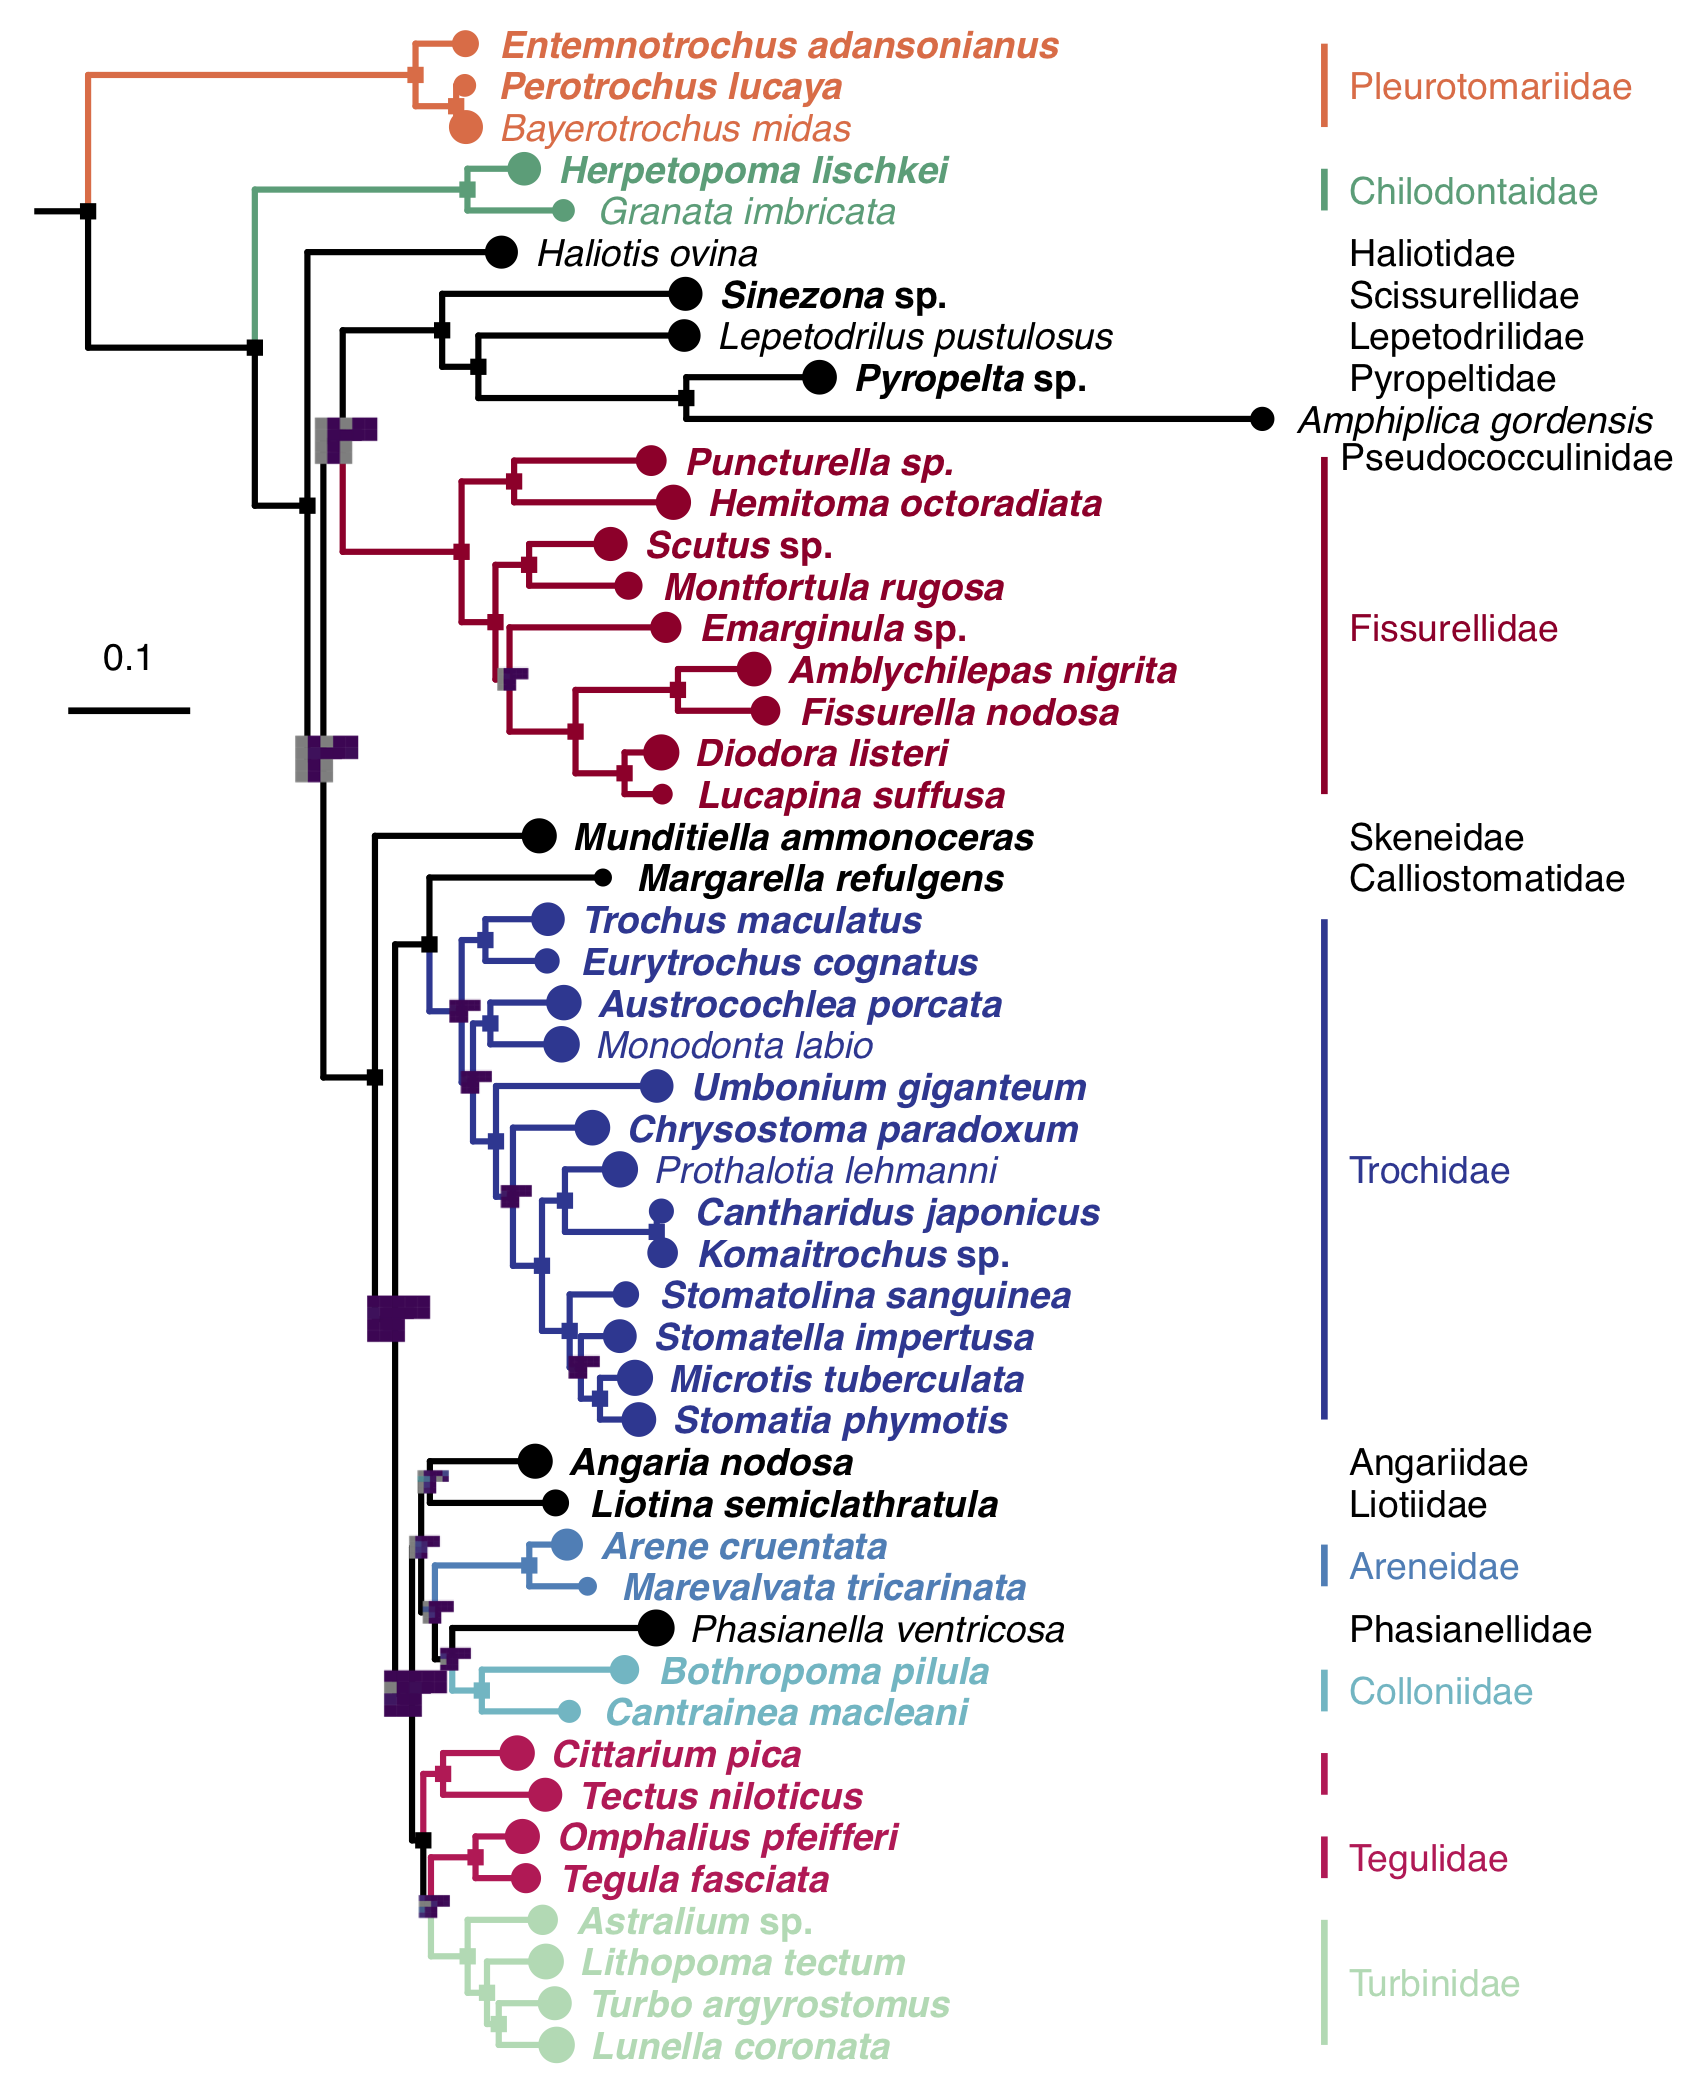 Entemnotrochus adansonianus
Perotrochus lucaya Pleurotomariidae
Bayerotrochus midas
Herpetopoma lischkei
Chilodontaidae
Granata imbricata
Haliotis ovina Haliotidae
Sinezona sp. Scissurellidae
Lepetodrilus pustulosus Lepetodrilidae
Pyropelta sp. Pyropeltidae
Amphiplica gordensis
Pseudococculinidae
Puncturella sp.
Hemitoma octoradiata
Scutus sp.
Montfortula rugosa
Emarginula sp. Fissurellidae
0.1
Amblychilepas nigrita
Fissurella nodosa
Diodora listeri
Lucapina suffusa
Munditiella ammonoceras Skeneidae
Margarella refulgens Calliostomatidae
Trochus maculatus
Eurytrochus cognatus
Austrocochlea porcata
Monodonta labio
Umbonium giganteum
Chrysostoma paradoxum
Prothalotia lehmanni Trochidae
Cantharidus japonicus
Komaitrochus sp.
Stomatolina sanguinea
Stomatella impertusa
Microtis tuberculata
Stomatia phymotis
Angaria nodosa Angariidae
Liotina semiclathratula Liotiidae
Arene cruentata
Areneidae
Marevalvata tricarinata
Phasianella ventricosa Phasianellidae
Bothropoma pilula
Colloniidae
Cantrainea macleani
Cittarium pica
Tectus niloticus
Omphalius pfeifferi
Tegulidae
Tegula fasciata
Astralium sp.
Lithopoma tectum
Turbinidae
Turbo argyrostomus
Lunella coronata